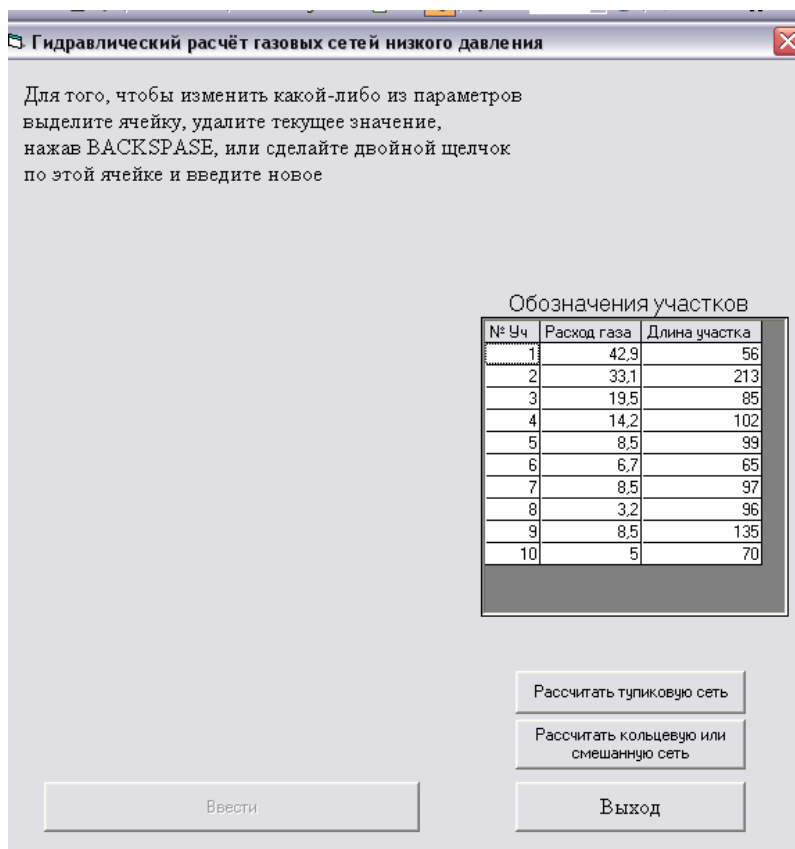 Гидравлический расчёт газовых сетей низкого давления
Для того, чтобы изменить какой-либо из параметров
выделите ячейку, удалите текущее значение,
нажав BACKSPASE, или сделайте двойной щелчок
по этой ячейке и введите новое
Обозначения участков
№ Уч Расход газа Длина участка
1 42,9 56
2 33,1 213
3 19,5 85
4 14,2 102
5 8,5 99
6 6,7 65
7 8,5 97
8 3,2 96
9 8,5 135
10 5 70
Рассчитать тупиковую сеть
Рассчитать кольцевую или
смешанную сеть
Ввести
Выход